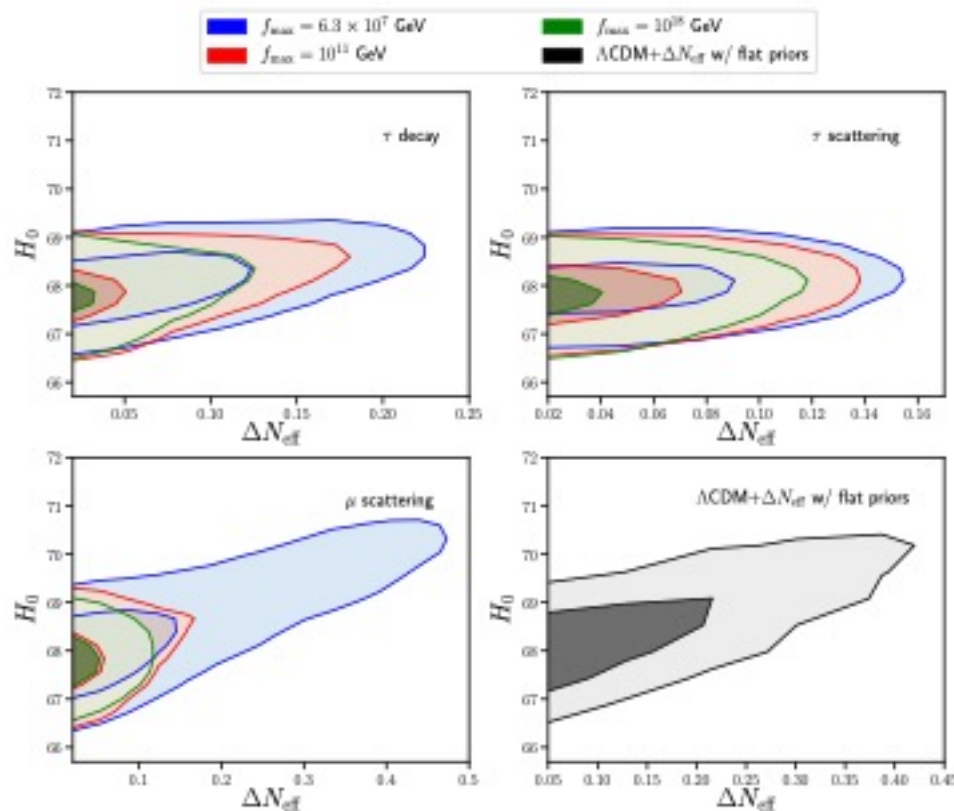 f_max = 6.3 × 10^7 GeV
f_max = 10^11 GeV
f_max = 10^18 GeV
ΛCDM+ΔN_eff w/ flat priors
72
71
70
69
68
67
66
H_0
τ decay
0.05 0.10 0.15 0.20 0.25
ΔN_eff
72
71
70
69
68
67
66
H_0
τ scattering
0.02 0.04 0.06 0.08 0.10 0.12 0.14 0.16
ΔN_eff
72
71
70
69
68
67
66
H_0
μ scattering
0.1 0.2 0.3 0.4 0.5
ΔN_eff
72
71
70
69
68
67
66
H_0
ΛCDM+ΔN_eff w/ flat priors
0.05 0.10 0.15 0.20 0.25 0.30 0.35 0.40 0.45
ΔN_eff